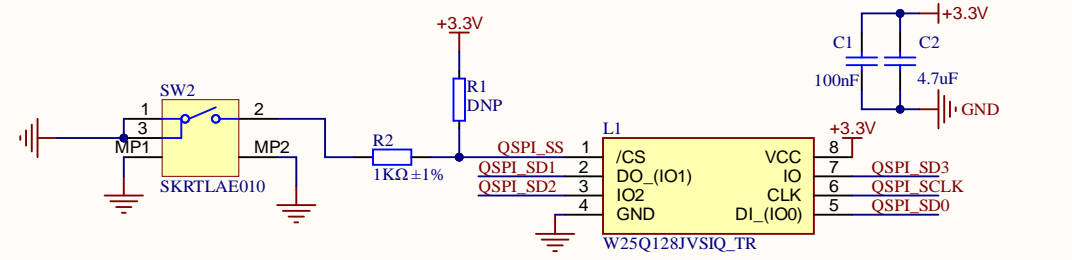 +3.3V
+3.3V
C1
C2
100nF
4.7uF
GND
SW2
1
2
3
MP1
MP2
SKRTLAE010
R1
DNP
R2
1KΩ±1%
L1
+3.3V
QSPI_SS
1
/CS
VCC
8
QSPI_SD1
2
DO_(IO1)
IO
7
QSPI_SD3
QSPI_SD2
3
IO2
CLK
6
QSPI_SCLK
4
GND
DI_(IO0)
5
QSPI_SD0
W25Q128JVSIQ_TR